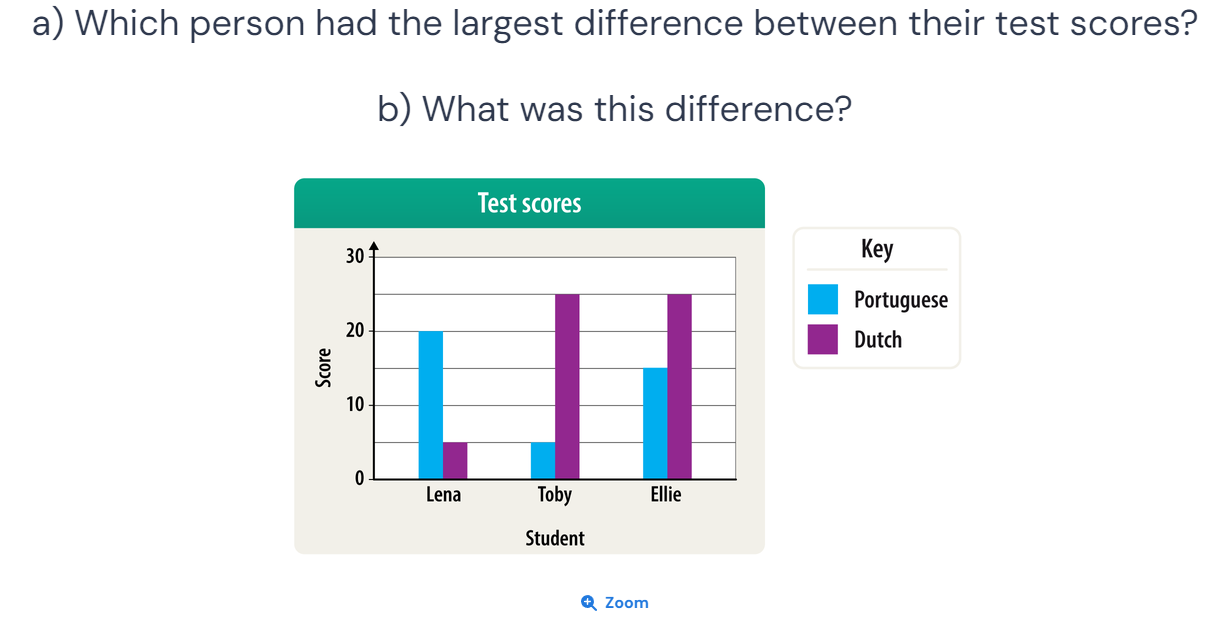 a) Which person had the largest difference between their test scores?
b) What was this difference?
Test scores
30
20
10
0
Score
Lena Toby Ellie
Student
Key
Portuguese
Dutch
Zoom